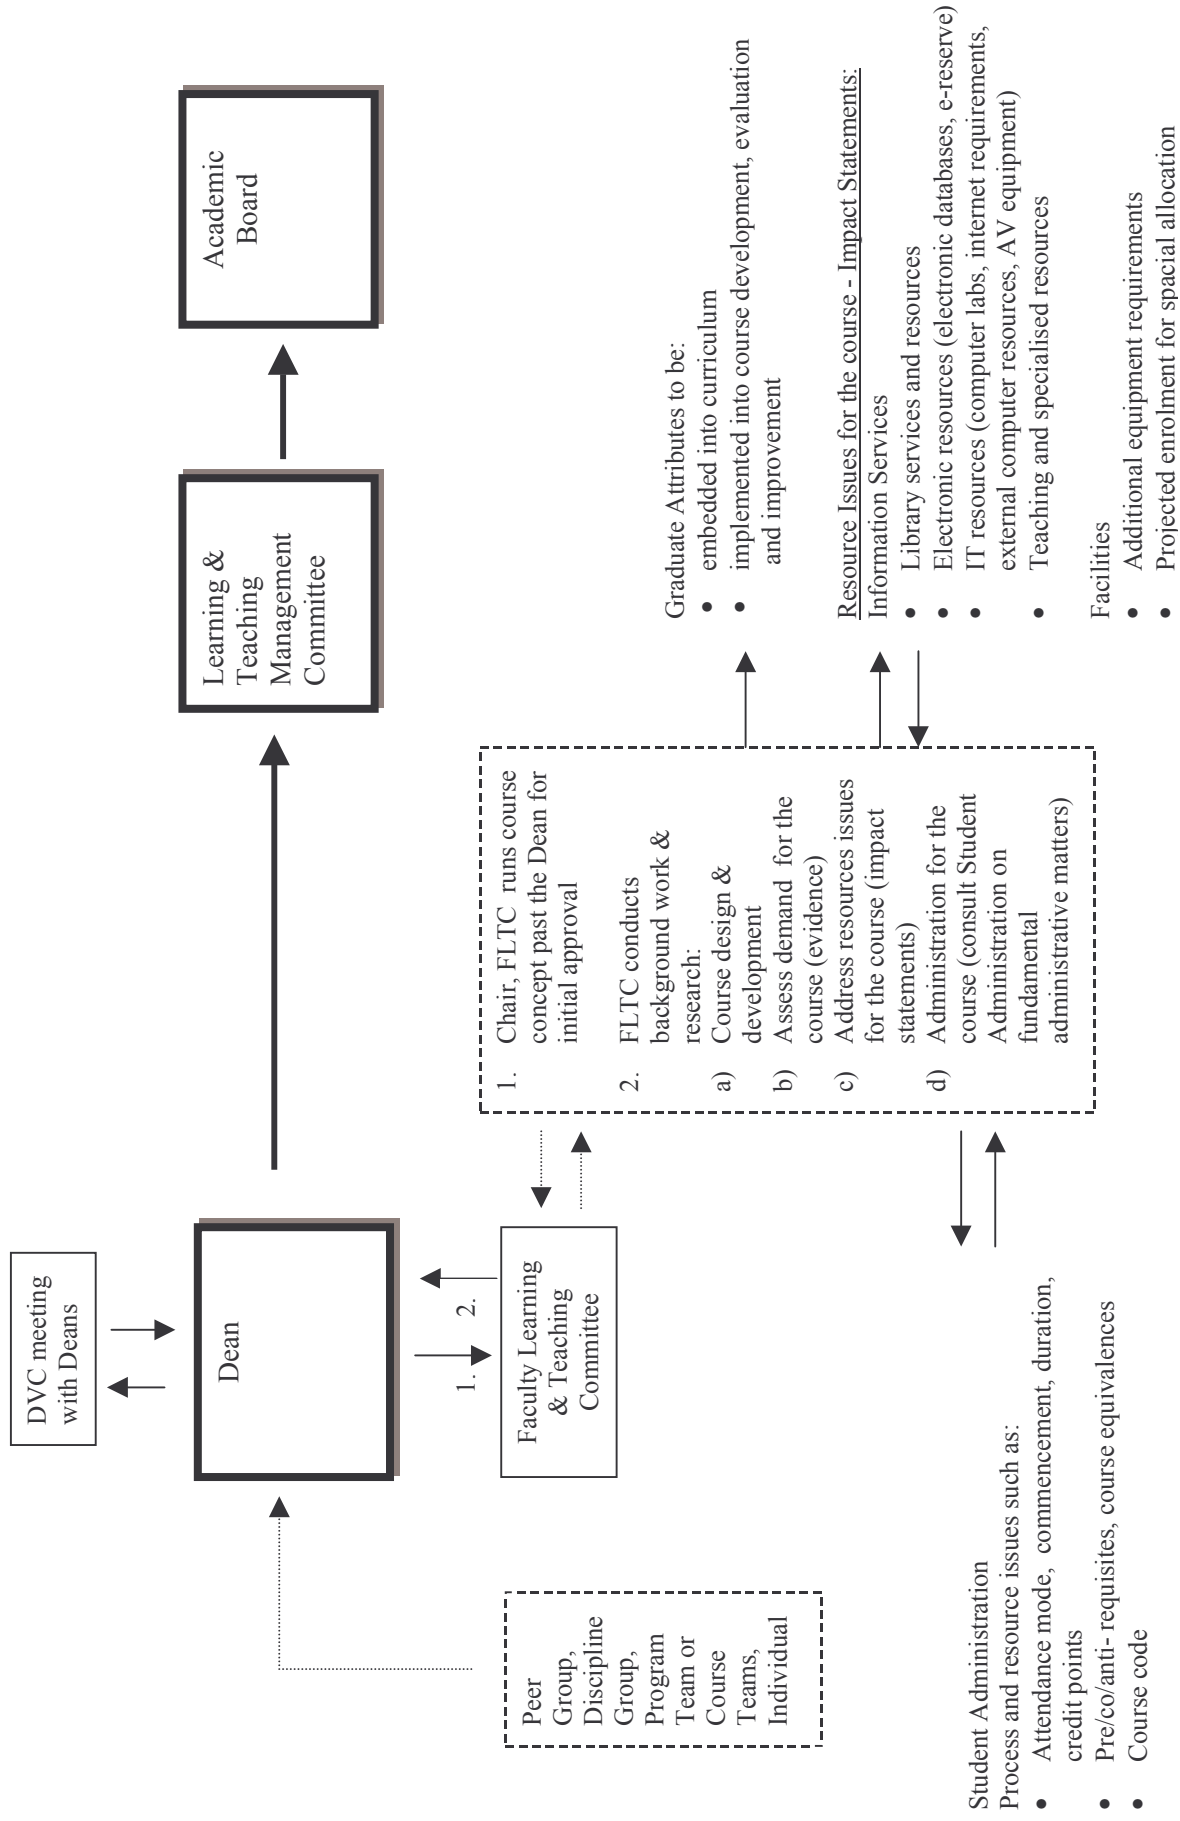 DVC meeting
with Deans
Dean
Learning &
Teaching
Management
Committee
Academic
Board
1.
2.
Faculty Learning
& Teaching
Committee
Peer
Group,
Discipline
Group,
Program
Team or
Course
Teams,
Individual
1. Chair, FLTC runs course
concept past the Dean for
initial approval
2. FLTC conducts
background work &
research:
a) Course design &
development
b) Assess demand for the
course (evidence)
c) Address resources issues
for the course (impact
statements)
d) Administration for the
course (consult Student
Administration on
fundamental
administrative matters)
Graduate Attributes to be:
• embedded into curriculum
• implemented into course development, evaluation
and improvement
Resource Issues for the course - Impact Statements:
Information Services
• Library services and resources
• Electronic resources (electronic databases, e-reserve)
• IT resources (computer labs, internet requirements,
external computer resources, AV equipment)
• Teaching and specialised resources
Facilities
• Additional equipment requirements
• Projected enrolment for spacial allocation
Student Administration
Process and resource issues such as:
• Attendance mode, commencement, duration,
credit points
• Pre/co/anti- requisites, course equivalences
• Course code